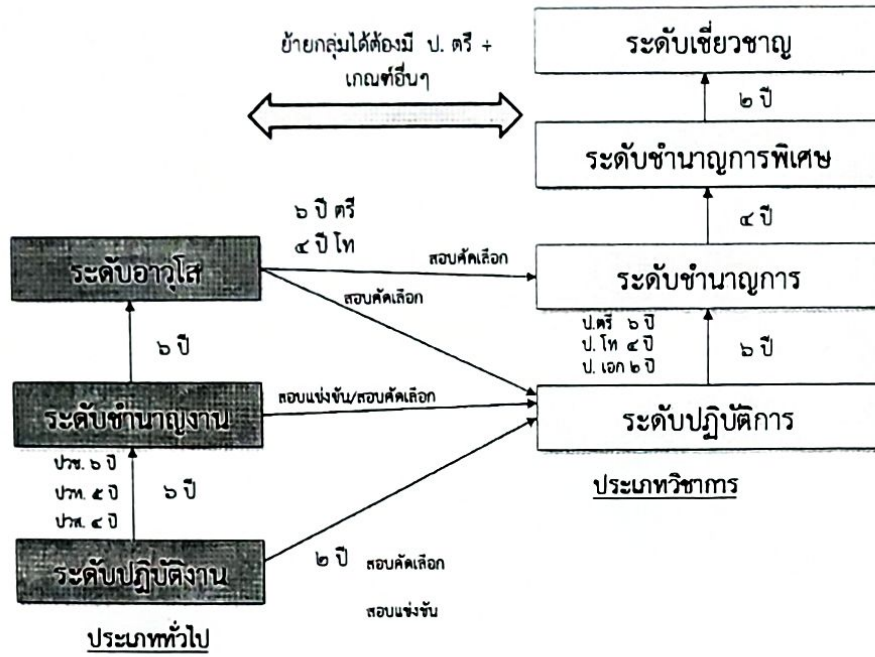 ย้ายกลุ่มได้ต้องมี ป. ตรี +
เกณฑ์อื่นๆ
ระดับเชี่ยวชาญ
๒ ปี
ระดับชำนาญการพิเศษ
๔ ปี
๖ ปี ตรี
๔ ปี โท
ระดับอาวุโส
สอบคัดเลือก
สอบคัดเลือก
ระดับชำนาญการ
๖ ปี
ป.ตรี ๖ ปี
ป. โท ๔ ปี
ป. เอก ๒ ปี
๖ ปี
ระดับชำนาญงาน
สอบแข่งขัน/สอบคัดเลือก
ระดับปฏิบัติการ
ปวช. ๖ ปี
ปวท. ๕ ปี
ปวส. ๔ ปี
๖ ปี
ประเภทวิชาการ
ระดับปฏิบัติงาน
๒ ปี สอบคัดเลือก
สอบแข่งขัน
ประเภททั่วไป